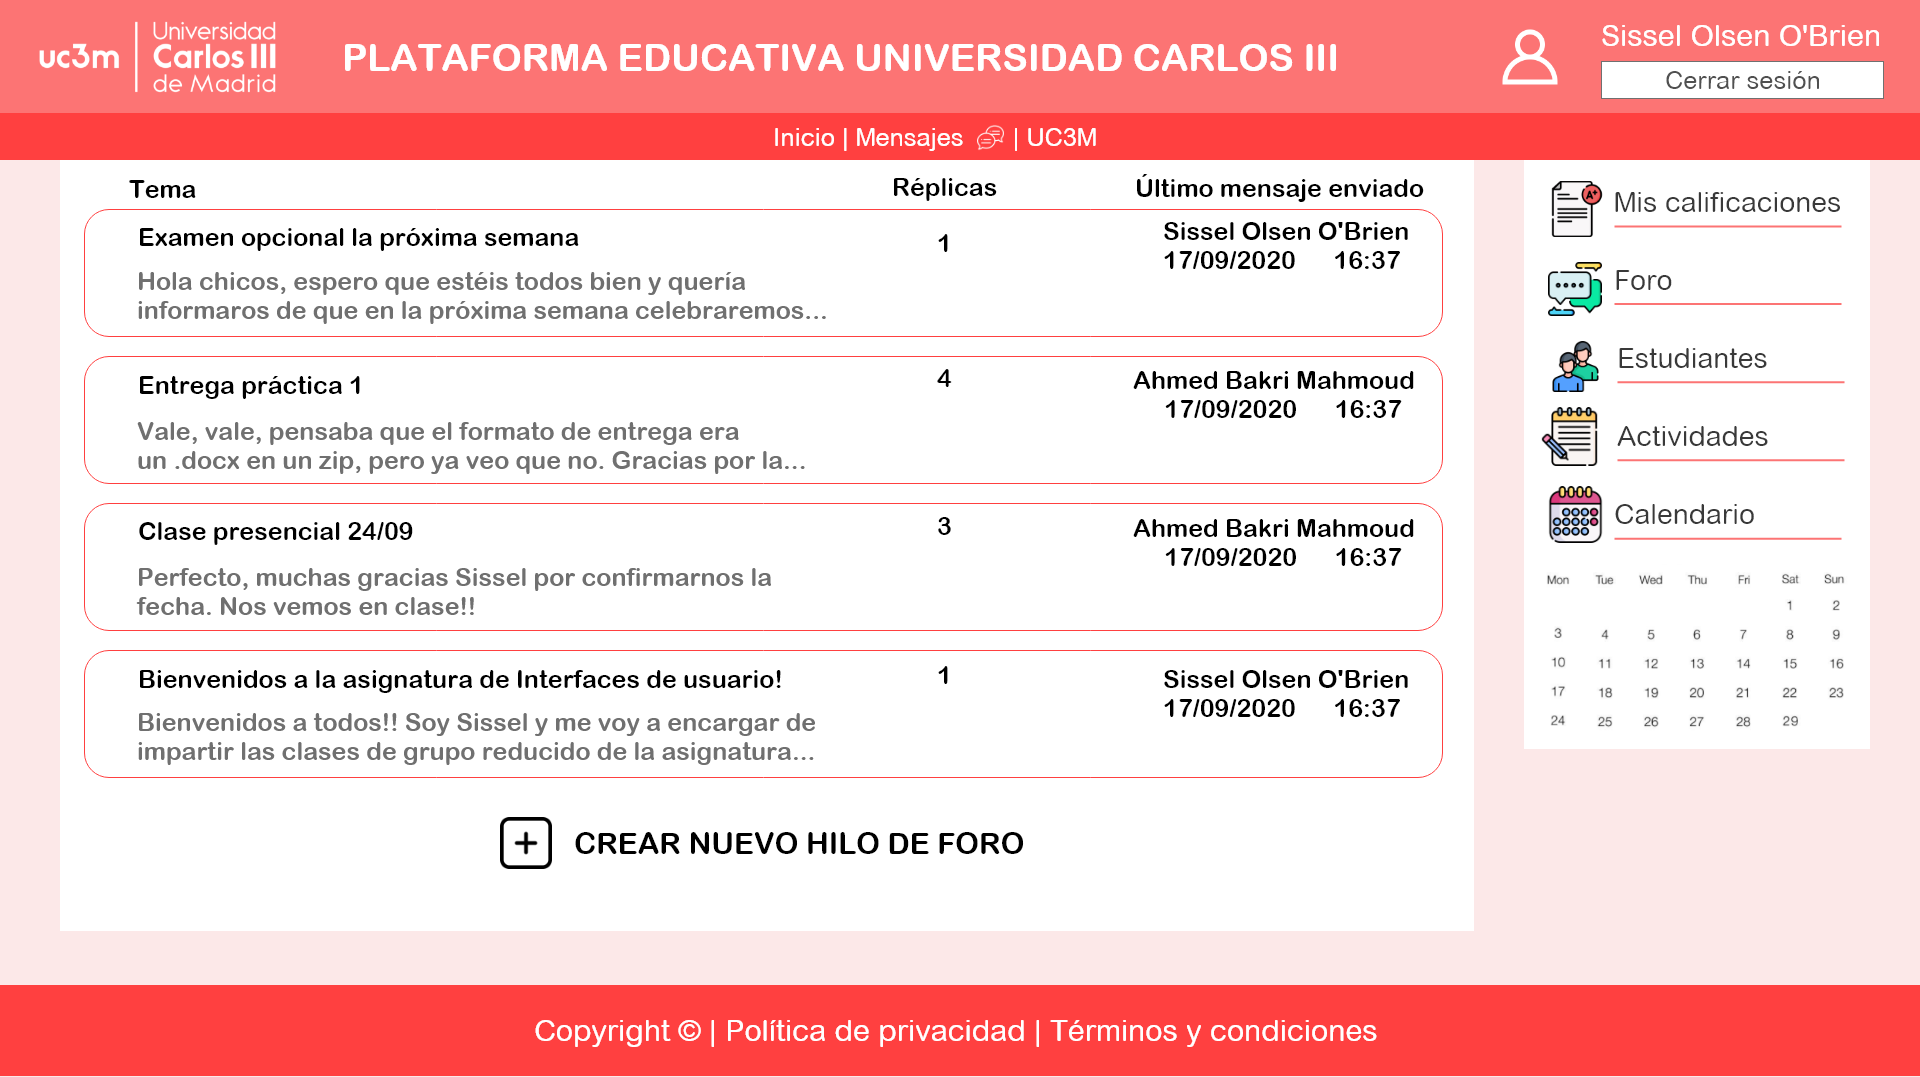 uc3m
Universidad
Carlos III
de Madrid
PLATAFORMA EDUCATIVA UNIVERSIDAD CARLOS III
Sissel Olsen O'Brien
Cerrar sesión
Inicio | Mensajes | UC3M
Tema Réplicas Último mensaje enviado
Examen opcional la próxima semana 1 Sissel Olsen O'Brien
17/09/2020 16:37
Hola chicos, espero que estéis todos bien y quería
informaros de que en la próxima semana celebraremos...
Entrega práctica 1 4 Ahmed Bakri Mahmoud
17/09/2020 16:37
Vale, vale, pensaba que el formato de entrega era
un .docx en un zip, pero ya veo que no. Gracias por la...
Clase presencial 24/09 3 Ahmed Bakri Mahmoud
17/09/2020 16:37
Perfecto, muchas gracias Sissel por confirmarnos la
fecha. Nos vemos en clase!!
Bienvenidos a la asignatura de Interfaces de usuario! 1 Sissel Olsen O'Brien
17/09/2020 16:37
Bienvenidos a todos!! Soy Sissel y me voy a encargar de
impartir las clases de grupo reducido de la asignatura...
CREAR NUEVO HILO DE FORO
A+
Mis calificaciones
Foro
Estudiantes
Actividades
Calendario
Mon Tue Wed Thu Fri Sat Sun
1 2
3 4 5 6 7 8 9
10 11 12 13 14 15 16
17 18 19 20 21 22 23
24 25 26 27 28 29
Copyright © | Política de privacidad | Términos y condiciones